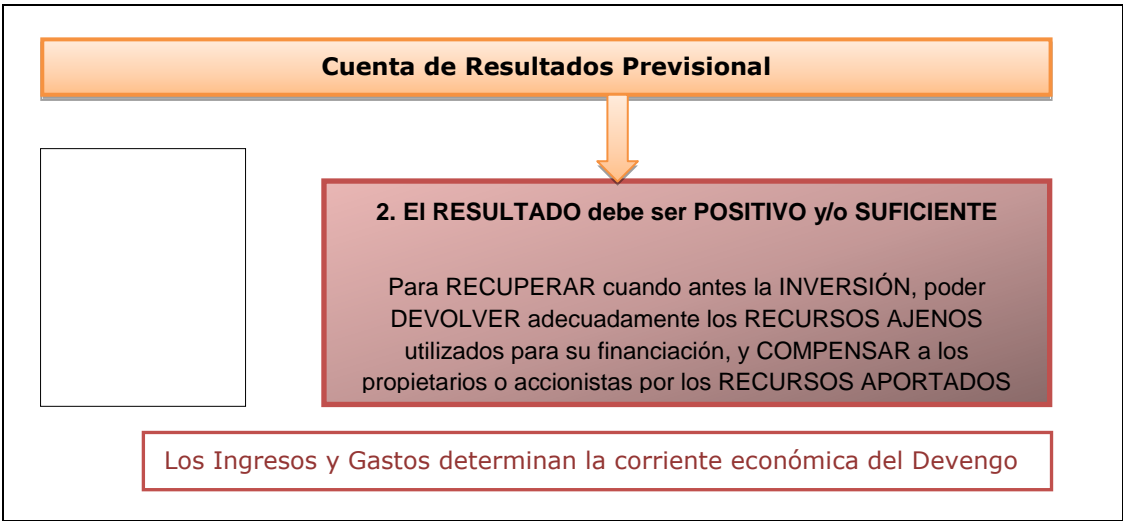 Cuenta de Resultados Previsional
2. El RESULTADO debe ser POSITIVO y/o SUFICIENTE
Para RECUPERAR cuando antes la INVERSIÓN, poder
DEVOLVER adecuadamente los RECURSOS AJENOS
utilizados para su financiación, y COMPENSAR a los
propietarios o accionistas por los RECURSOS APORTADOS
Los Ingresos y Gastos determinan la corriente económica del Devengo